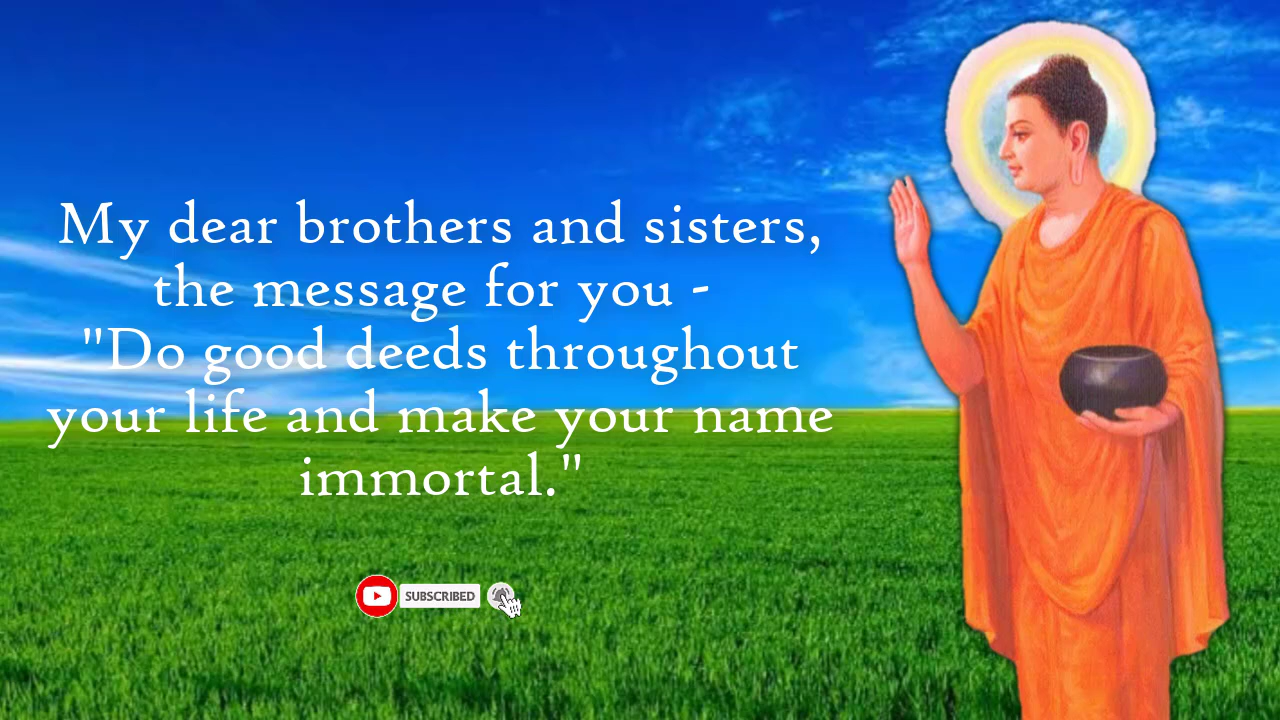 My dear brothers and sisters,
the message for you -
"Do good deeds throughout
your life and make your name
immortal."
SUBSCRIBED